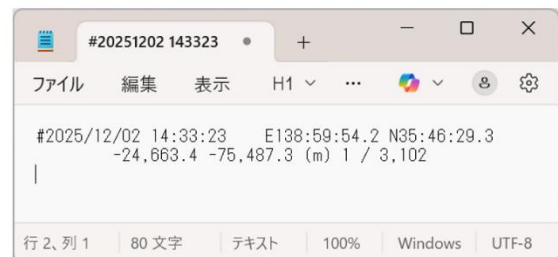 #20251202 143323
ファイル 編集 表示 H1 ...
#2025/12/02 14:33:23 E138:59:54.2 N35:46:29.3
-24,663.4 -75,487.3 (m) 1 / 3,102
行 2、列 1 80 文字 テキスト 100% Windows UTF-8